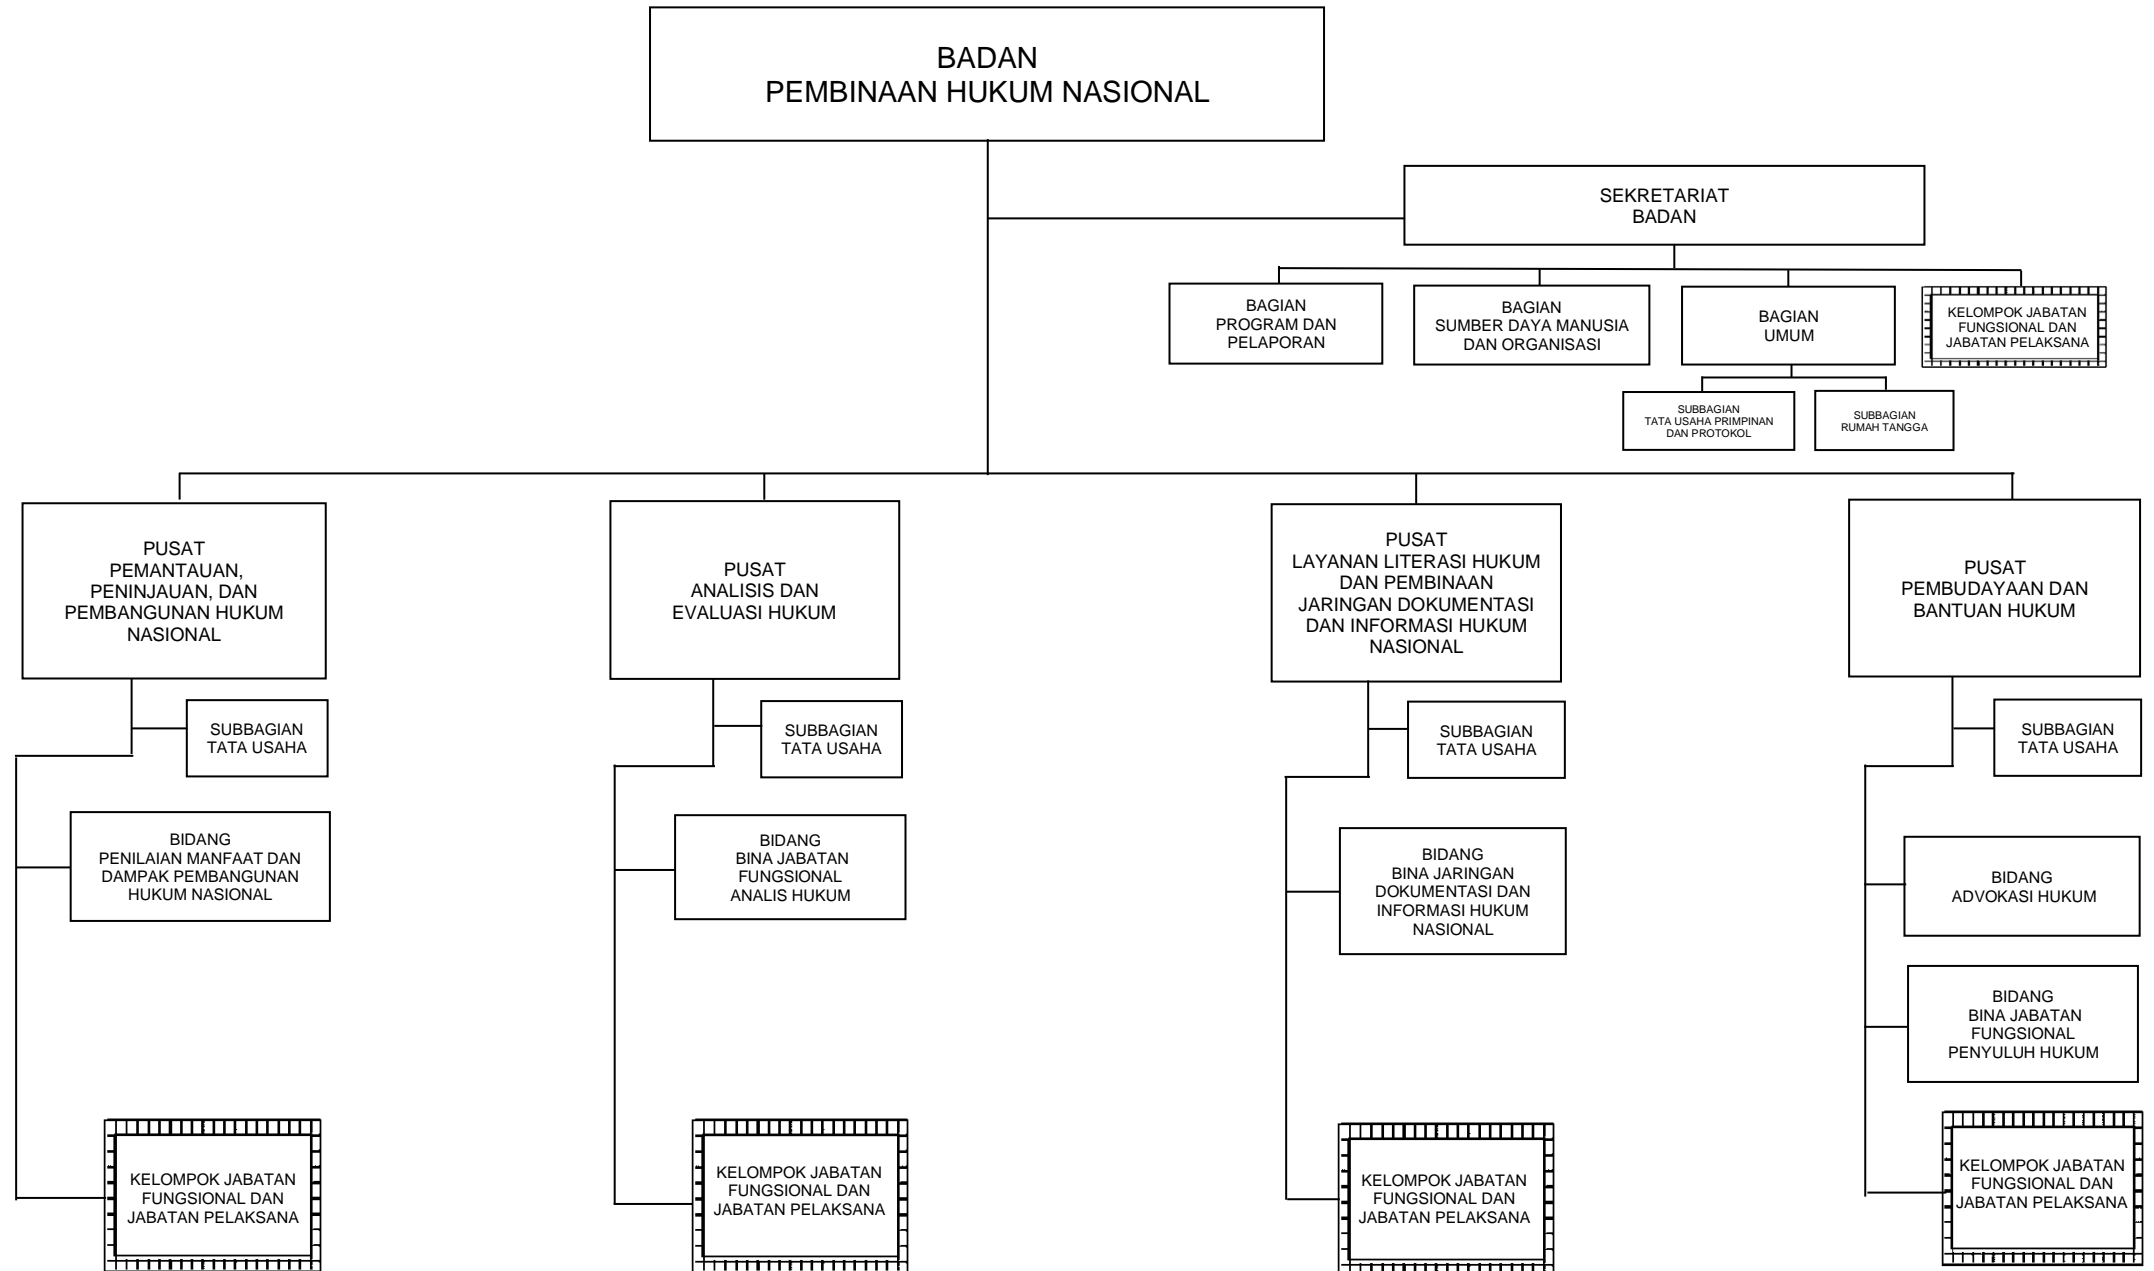 BADAN
PEMBINAAN HUKUM NASIONAL
SEKRETARIAT
BADAN
BAGIAN
PROGRAM DAN
PELAPORAN
BAGIAN
SUMBER DAYA MANUSIA
DAN ORGANISASI
BAGIAN
UMUM
KELOMPOK JABATAN
FUNGSIONAL DAN
JABATAN PELAKSANA
SUBBAGIAN
TATA USAHA PRIMPINAN
DAN PROTOKOL
SUBBAGIAN
RUMAH TANGGA
PUSAT
PEMANTAUAN,
PENINJAUAN, DAN
PEMBANGUNAN HUKUM
NASIONAL
PUSAT
ANALISIS DAN
EVALUASI HUKUM
PUSAT
LAYANAN LITERASI HUKUM
DAN PEMBINAAN
JARINGAN DOKUMENTASI
DAN INFORMASI HUKUM
NASIONAL
PUSAT
PEMBUDAYAAN DAN
BANTUAN HUKUM
SUBBAGIAN
TATA USAHA
SUBBAGIAN
TATA USAHA
SUBBAGIAN
TATA USAHA
SUBBAGIAN
TATA USAHA
BIDANG
PENILAIAN MANFAAT DAN
DAMPAK PEMBANGUNAN
HUKUM NASIONAL
BIDANG
BINA JABATAN
FUNGSIONAL
ANALIS HUKUM
BIDANG
BINA JARINGAN
DOKUMENTASI DAN
INFORMASI HUKUM
NASIONAL
BIDANG
ADVOKASI HUKUM
BIDANG
BINA JABATAN
FUNGSIONAL
PENYULUH HUKUM
KELOMPOK JABATAN
FUNGSIONAL DAN
JABATAN PELAKSANA
KELOMPOK JABATAN
FUNGSIONAL DAN
JABATAN PELAKSANA
KELOMPOK JABATAN
FUNGSIONAL DAN
JABATAN PELAKSANA
KELOMPOK JABATAN
FUNGSIONAL DAN
JABATAN PELAKSANA